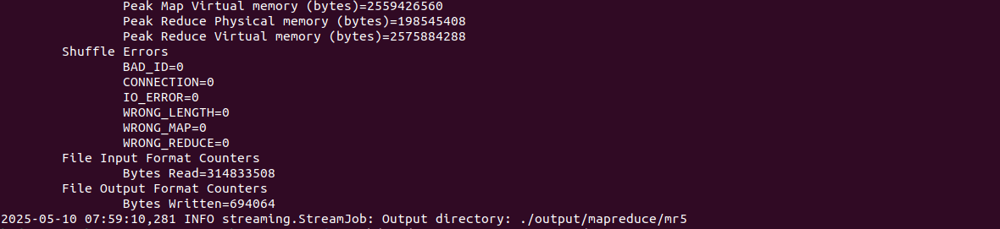 Peak Map Virtual memory (bytes)=2559426560
Peak Reduce Physical memory (bytes)=198545408
Peak Reduce Virtual memory (bytes)=2575884288
Shuffle Errors
BAD_ID=0
CONNECTION=0
IO_ERROR=0
WRONG_LENGTH=0
WRONG_MAP=0
WRONG_REDUCE=0
File Input Format Counters
Bytes Read=314833508
File Output Format Counters
Bytes Written=694064
2025-05-10 07:59:10,281 INFO streaming.StreamJob: Output directory: ./output/mapreduce/mr5